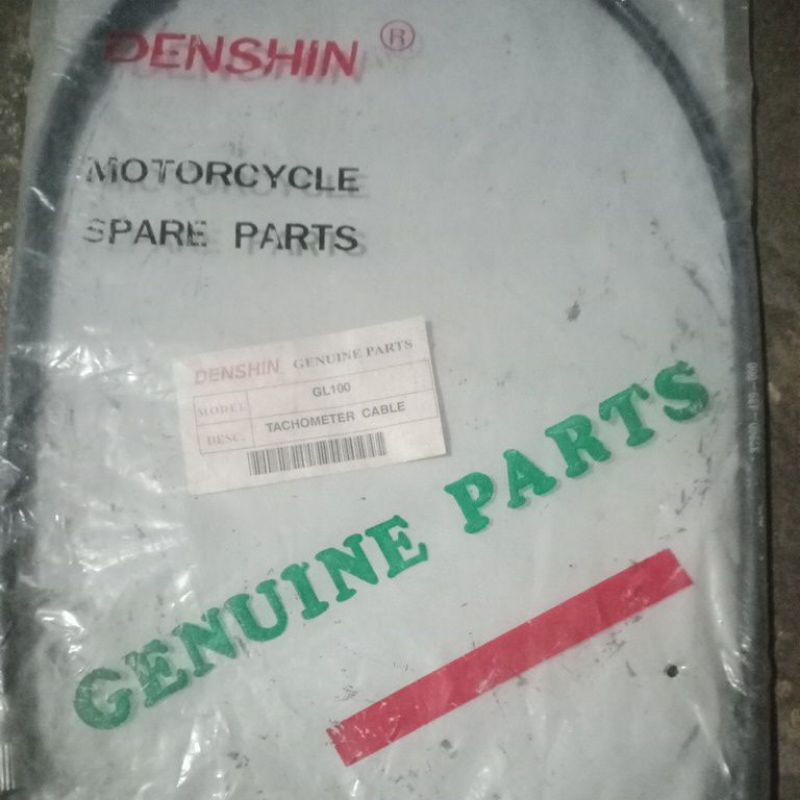 DENSHIN ®
MOTORCYCLE
SPARE PARTS
DENSHIN GENUINE PARTS
MODEL GL100
DESC. TACHOMETER CABLE
GENUINE PARTS